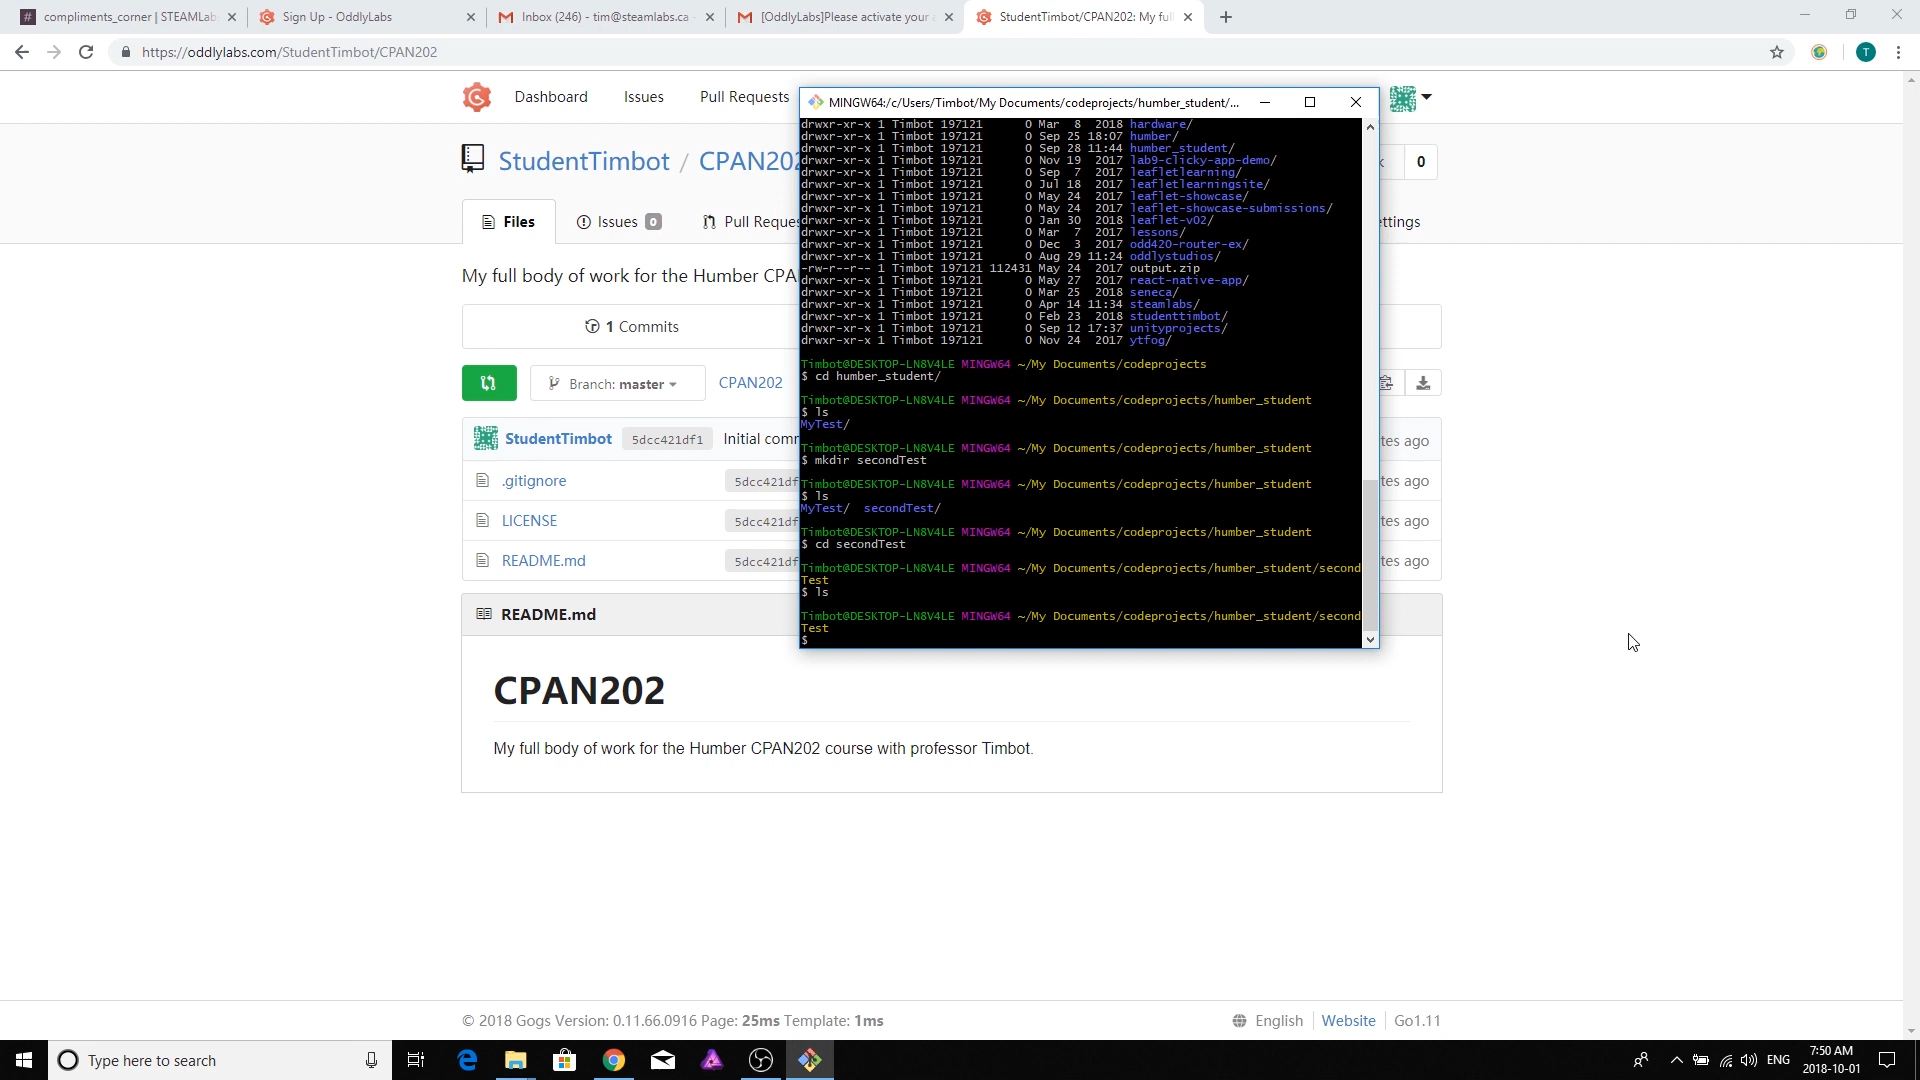 compliments_corner | STEAMLab
Sign Up - OddlyLabs
Inbox (246) - tim@steamlabs.ca -
[OddlyLabs]Please activate your a
StudentTimbot/CPAN202: My full
https://oddlylabs.com/StudentTimbot/CPAN202
T
Dashboard
Issues
Pull Requests
StudentTimbot / CPAN202
0
Files
Issues 0
Pull Reques
ettings
My full body of work for the Humber CPA
1 Commits
Branch: master
CPAN202
StudentTimbot
5dcc421df1
Initial comm
tes ago
.gitignore
5dcc421df
tes ago
LICENSE
5dcc421df
tes ago
README.md
5dcc421df
tes ago
README.md
CPAN202
My full body of work for the Humber CPAN202 course with professor Timbot.
MINGW64:/c/Users/Timbot/My Documents/codeprojects/humber_student/...
drwxr-xr-x 1 Timbot 197121 0 Mar 8 2018 hardware/
drwxr-xr-x 1 Timbot 197121 0 Sep 25 18:07 humber/
drwxr-xr-x 1 Timbot 197121 0 Sep 28 11:44 humber_student/
drwxr-xr-x 1 Timbot 197121 0 Nov 19 2017 lab9-clicky-app-demo/
drwxr-xr-x 1 Timbot 197121 0 Sep 7 2017 leafletlearning/
drwxr-xr-x 1 Timbot 197121 0 Jul 18 2017 leafletlearningsite/
drwxr-xr-x 1 Timbot 197121 0 May 24 2017 leaflet-showcase/
drwxr-xr-x 1 Timbot 197121 0 May 24 2017 leaflet-showcase-submissions/
drwxr-xr-x 1 Timbot 197121 0 Jan 30 2018 leaflet-v02/
drwxr-xr-x 1 Timbot 197121 0 Mar 7 2017 lessons/
drwxr-xr-x 1 Timbot 197121 0 Dec 3 2017 odd420-router-ex/
drwxr-xr-x 1 Timbot 197121 0 Aug 29 11:24 oddlystudios/
-rw-r--r-- 1 Timbot 197121 112431 May 24 2017 output.zip
drwxr-xr-x 1 Timbot 197121 0 May 27 2017 react-native-app/
drwxr-xr-x 1 Timbot 197121 0 Mar 25 2018 seneca/
drwxr-xr-x 1 Timbot 197121 0 Apr 14 11:34 steamlabs/
drwxr-xr-x 1 Timbot 197121 0 Feb 23 2018 studenttimbot/
drwxr-xr-x 1 Timbot 197121 0 Sep 12 17:37 unityprojects/
drwxr-xr-x 1 Timbot 197121 0 Nov 24 2017 ytfog/
Timbot@DESKTOP-LN8V4LE MINGW64 ~/My Documents/codeprojects
$ cd humber_student/
Timbot@DESKTOP-LN8V4LE MINGW64 ~/My Documents/codeprojects/humber_student
$ ls
MyTest/
Timbot@DESKTOP-LN8V4LE MINGW64 ~/My Documents/codeprojects/humber_student
$ mkdir secondTest
Timbot@DESKTOP-LN8V4LE MINGW64 ~/My Documents/codeprojects/humber_student
$ ls
MyTest/ secondTest/
Timbot@DESKTOP-LN8V4LE MINGW64 ~/My Documents/codeprojects/humber_student
$ cd secondTest
Timbot@DESKTOP-LN8V4LE MINGW64 ~/My Documents/codeprojects/humber_student/second
Test
$ ls
Timbot@DESKTOP-LN8V4LE MINGW64 ~/My Documents/codeprojects/humber_student/second
Test
$
© 2018 Gogs Version: 0.11.66.0916 Page: 25ms Template: 1ms
English
Website
Go1.11
Type here to search
ENG
7:50 AM
2018-10-01